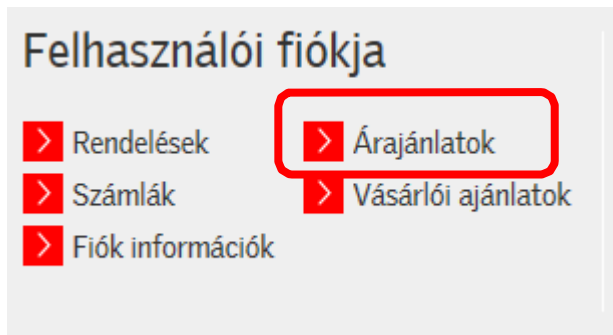 Felhasználói fiókja
Rendelések
Árajánlatok
Számlák
Vásárlói ajánlatok
Fiók információk